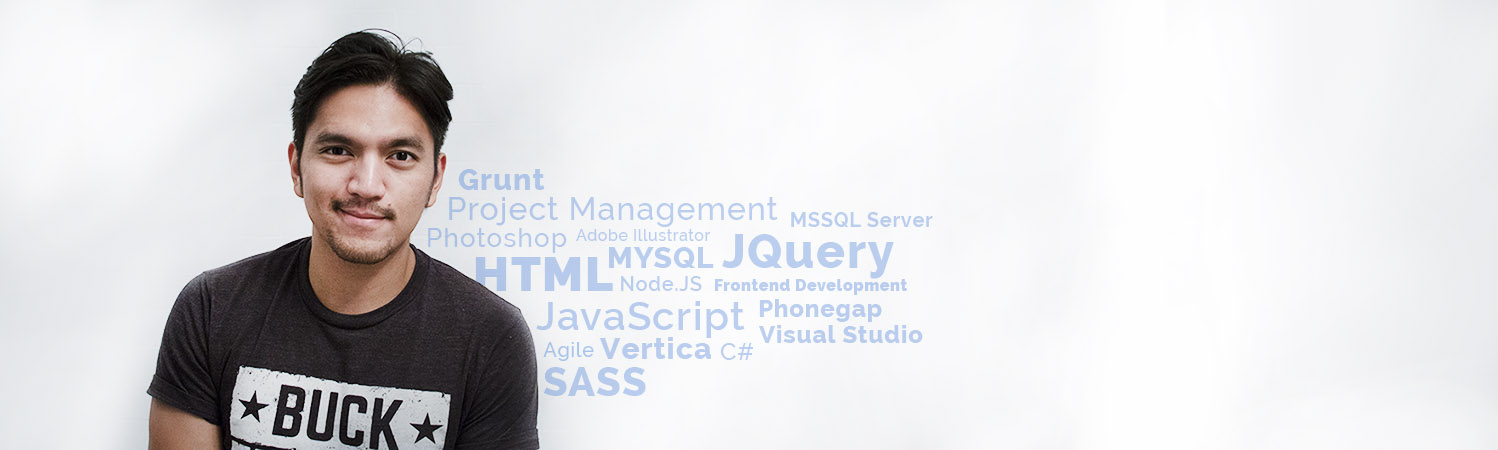 Grunt
Project Management
MSSQL Server
Photoshop
Adobe Illustrator
JQuery
MYSQL
HTML
Node.JS
Frontend Development
JavaScript
Phonegap
Visual Studio
Agile
Vertica
C#
SASS
BUCK